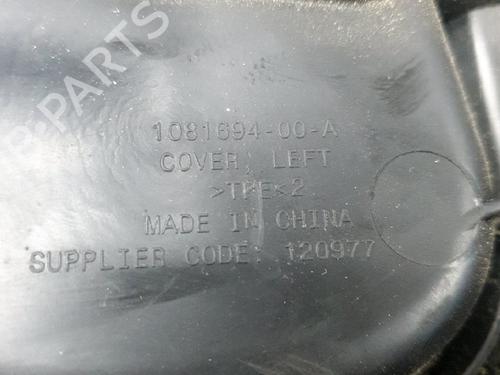 1081694-00-A
COVER, LEFT
>TPE<2
MADE IN CHINA
SUPPLIER CODE: 120977
B-PARTS